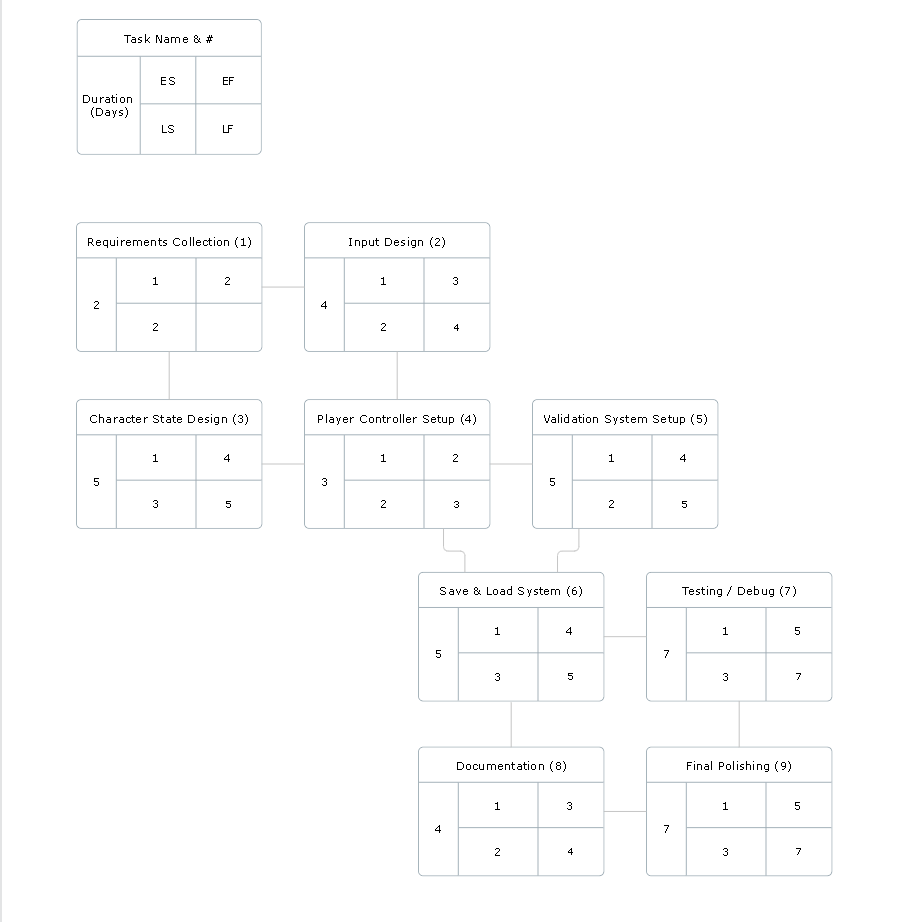 Task Name & #
Duration
(Days)
ES
EF
LS
LF
Requirements Collection (1)
2
1
2
2
Input Design (2)
4
1
3
2
4
Character State Design (3)
5
1
4
3
5
Player Controller Setup (4)
3
1
2
2
3
Validation System Setup (5)
5
1
4
2
5
Save & Load System (6)
5
1
4
3
5
Testing / Debug (7)
7
1
5
3
7
Documentation (8)
4
1
3
2
4
Final Polishing (9)
7
1
5
3
7